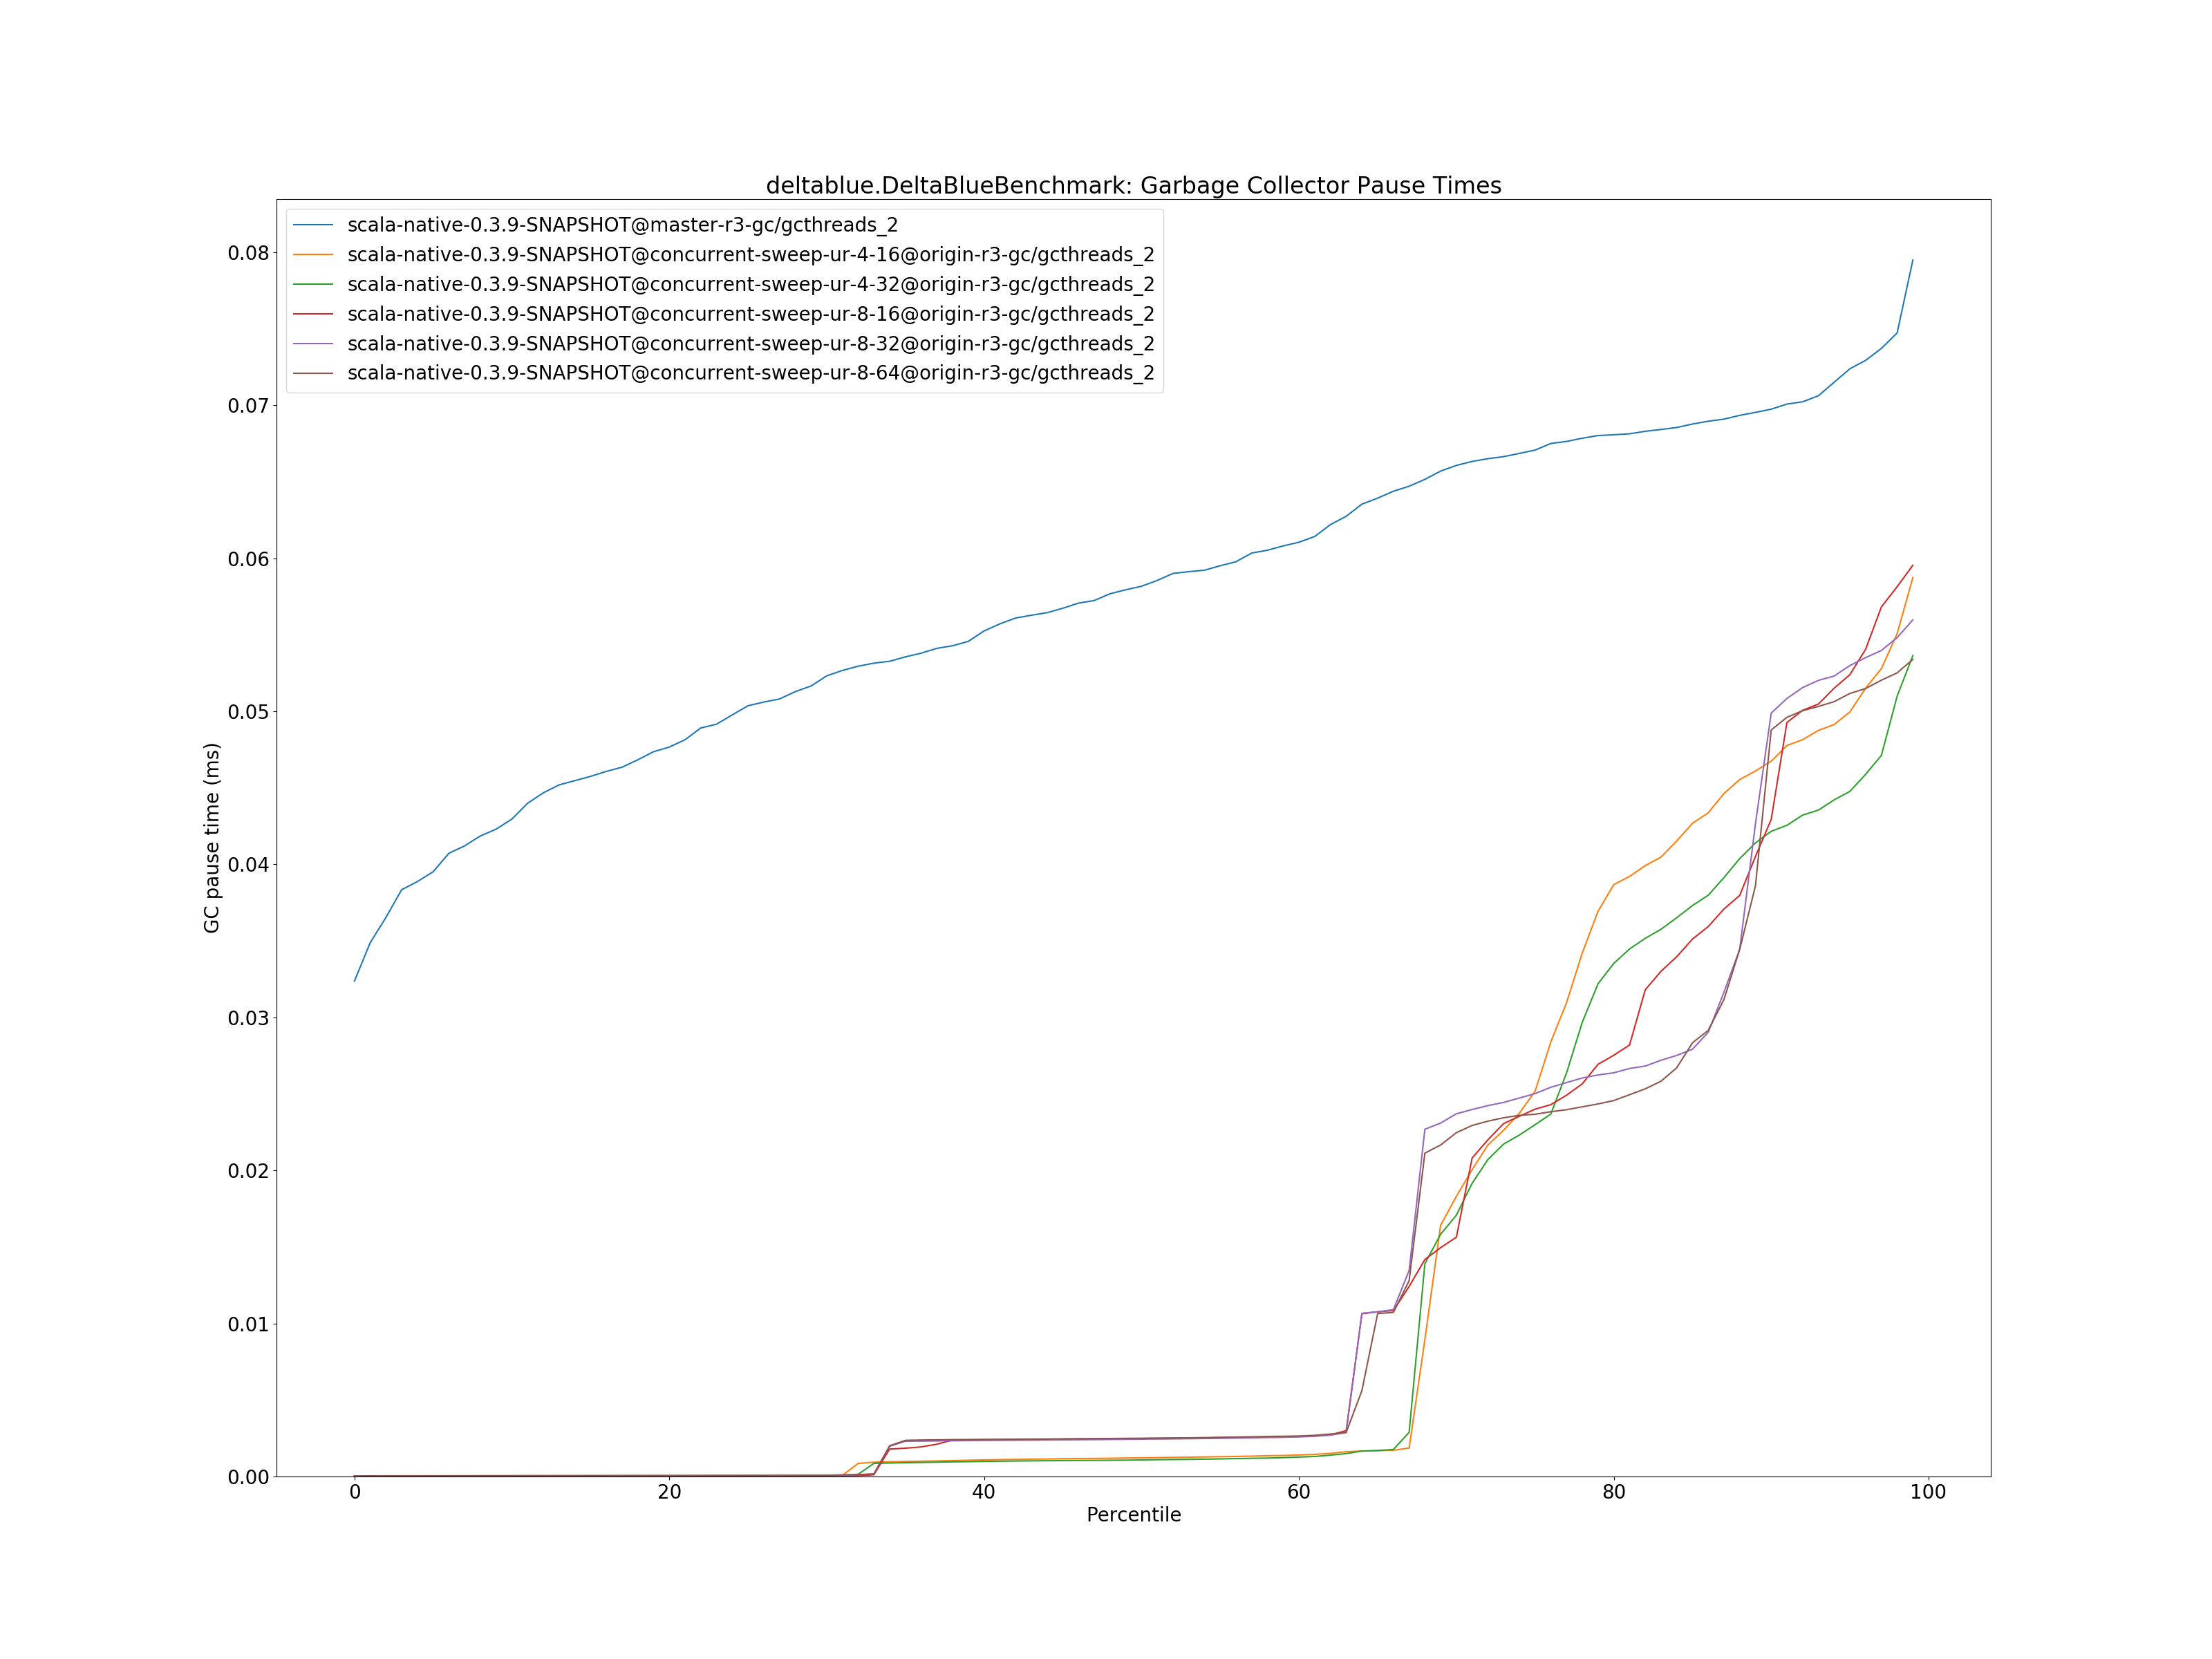 deltablue.DeltaBlueBenchmark: Garbage Collector Pause Times
scala-native-0.3.9-SNAPSHOT@master-r3-gc/gcthreads_2
scala-native-0.3.9-SNAPSHOT@concurrent-sweep-ur-4-16@origin-r3-gc/gcthreads_2
scala-native-0.3.9-SNAPSHOT@concurrent-sweep-ur-4-32@origin-r3-gc/gcthreads_2
scala-native-0.3.9-SNAPSHOT@concurrent-sweep-ur-8-16@origin-r3-gc/gcthreads_2
scala-native-0.3.9-SNAPSHOT@concurrent-sweep-ur-8-32@origin-r3-gc/gcthreads_2
scala-native-0.3.9-SNAPSHOT@concurrent-sweep-ur-8-64@origin-r3-gc/gcthreads_2
0.08
0.07
0.06
0.05
0.04
0.03
0.02
0.01
0.00
GC pause time (ms)
0 20 40 60 80 100
Percentile